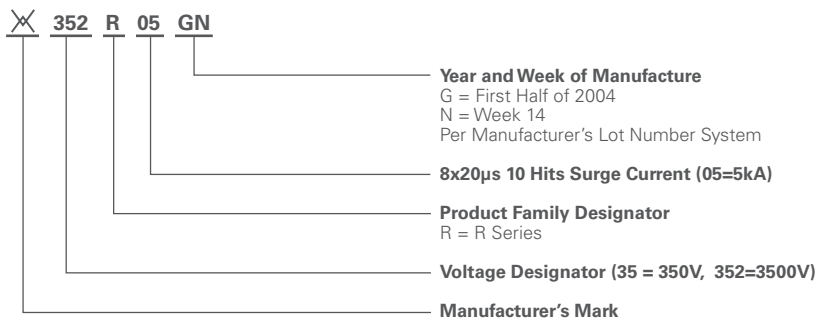 352 R 05 GN
Year and Week of Manufacture
G = First Half of 2004
N = Week 14
Per Manufacturer's Lot Number System
8x20μs 10 Hits Surge Current (05=5kA)
Product Family Designator
R = R Series
Voltage Designator (35 = 350V, 352=3500V)
Manufacturer's Mark